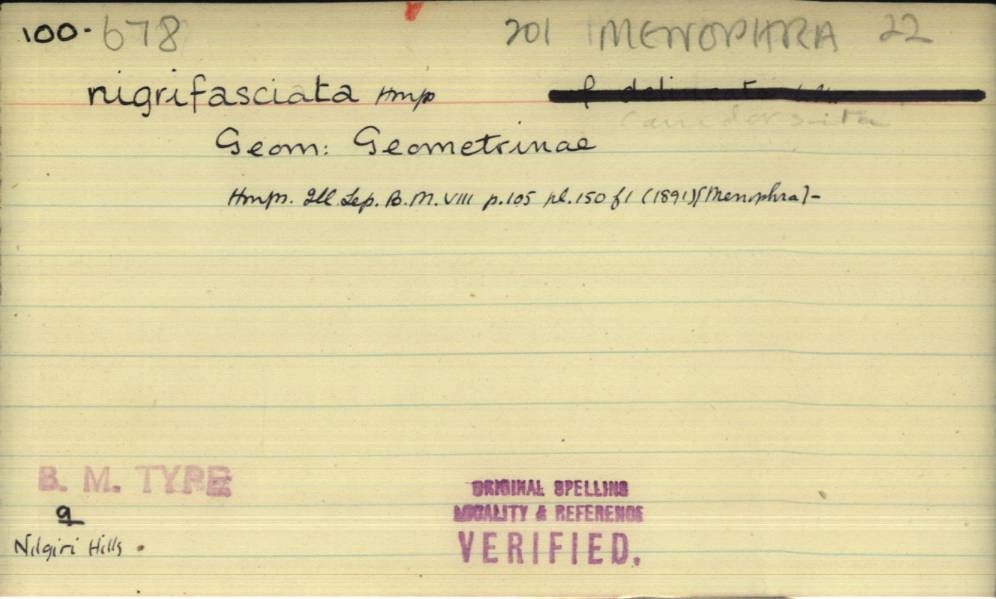 100-678 201 MENOPHRA 22
nigrifasciata Hmp
Geom: Geometrinae
Hmps. Ill. Lep. B.M. VIII p.105 pl.150 f1 (1891) [Menophra] -
B. M. TYPE
Nilgiri Hills.
ORIGINAL SPELLING
LOCALITY & REFERENCE
VERIFIED.